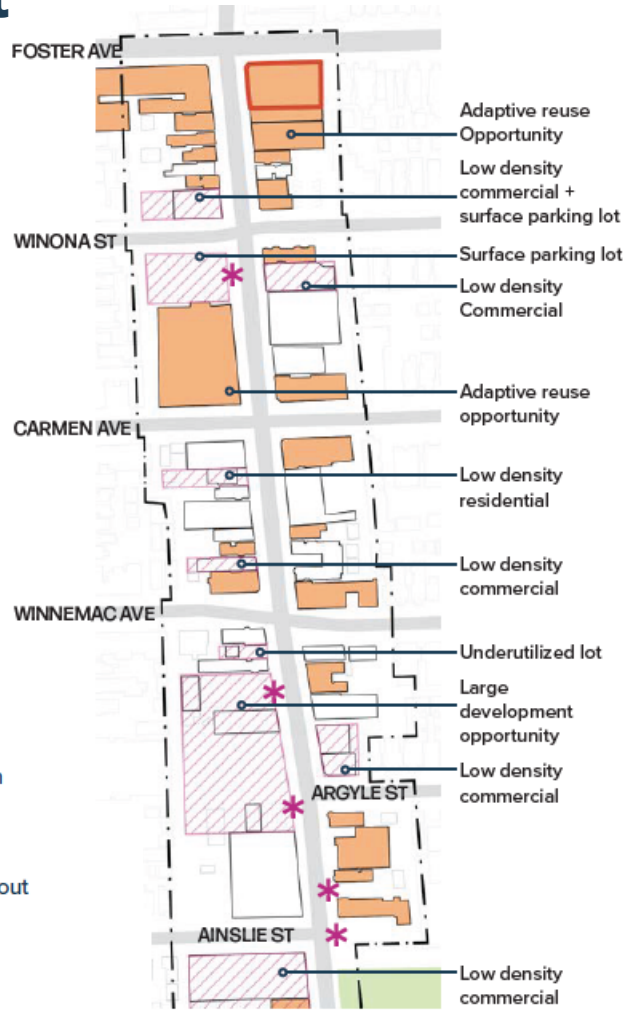 t
FOSTER AVE
Adaptive reuse
Opportunity
Low density
commercial +
surface parking lot
WINONA ST
Surface parking lot
Low density
Commercial
Adaptive reuse
opportunity
CARMEN AVE
Low density
residential
Low density
commercial
WINNEMAC AVE
Underutilized lot
Large
development
opportunity
Low density
commercial
ARGYLE ST
out
AINSLIE ST
Low density
commercial